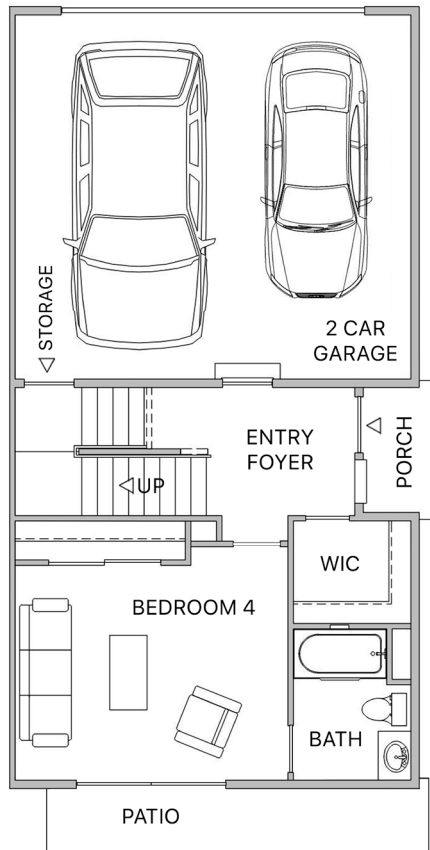 STORAGE
2 CAR
GARAGE
ENTRY
FOYER
PORCH
UP
WIC
BEDROOM 4
BATH
PATIO